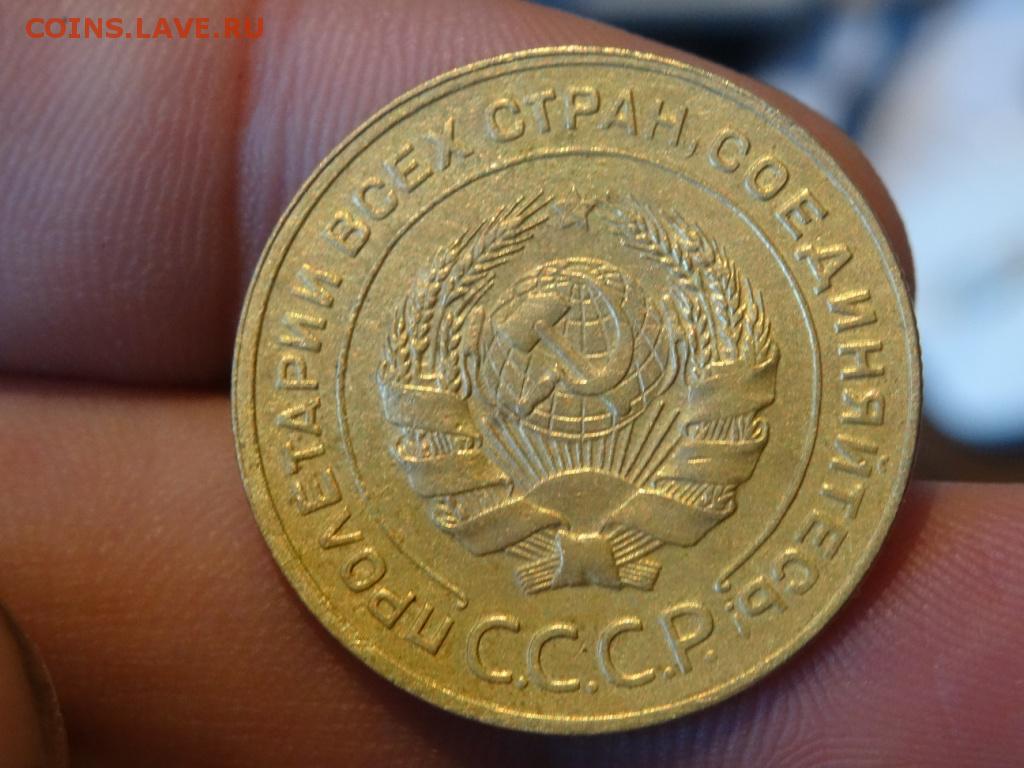 COINS.LAVE.RU
ПРОЛЕТАРИИ ВСЕХ СТРАН, СОЕДИНЯЙТЕСЬ!
С.С.С.Р.